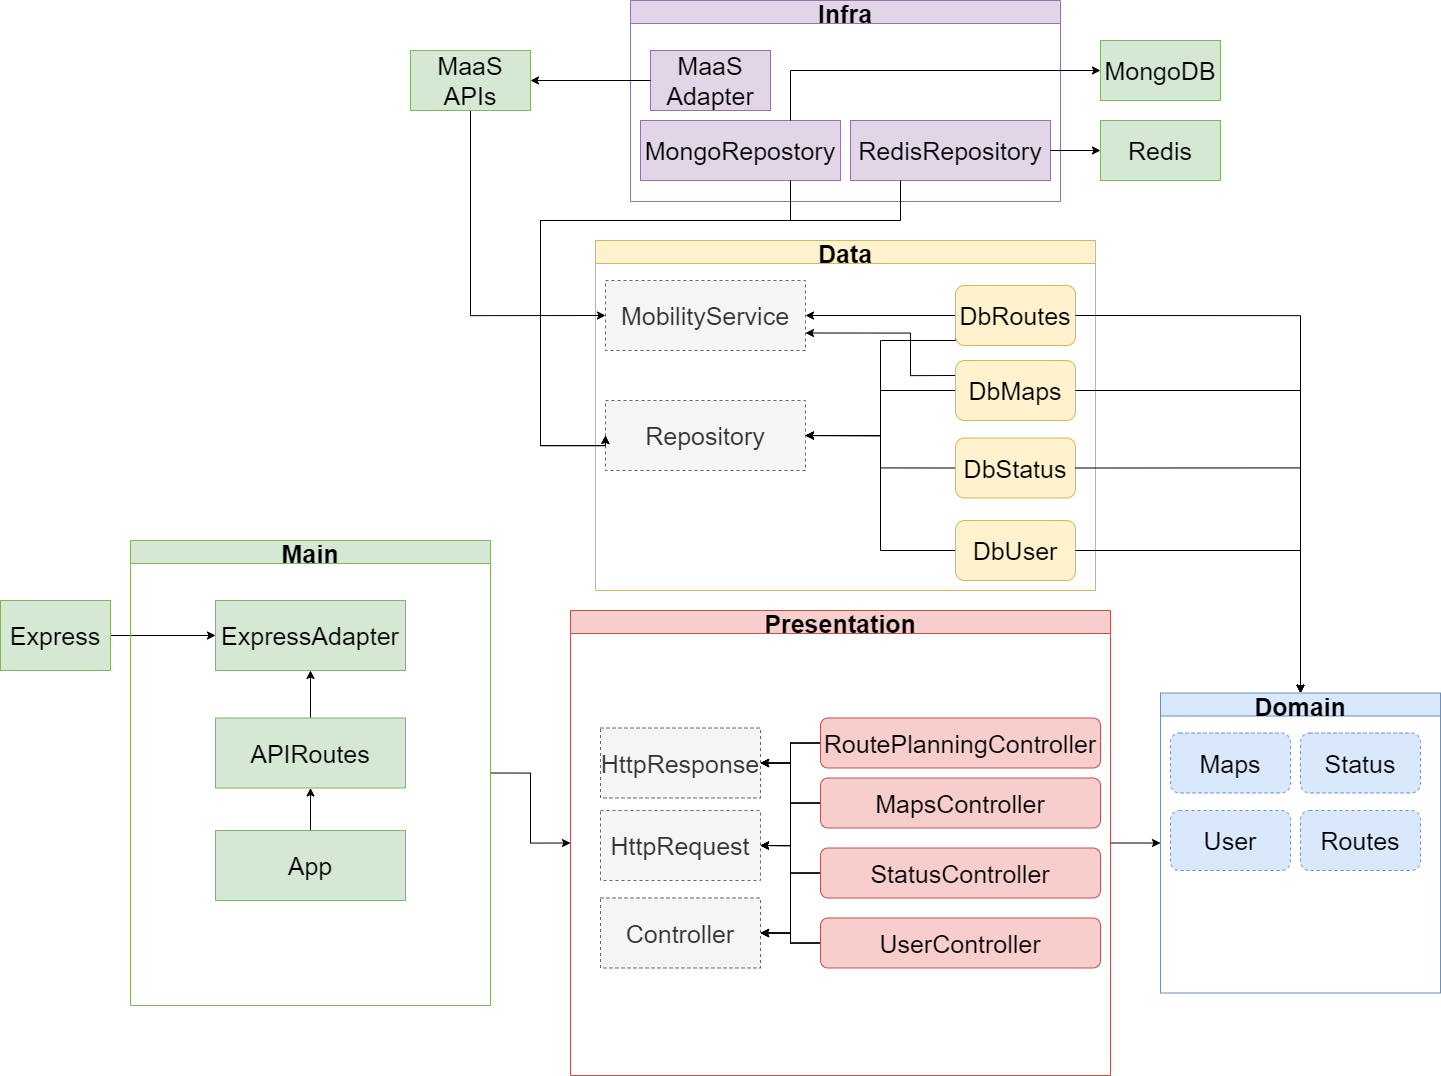 Infra
MaaS
APIs
MaaS
Adapter
MongoDB
MongoRepostory
RedisRepository
Redis
Data
MobilityService
DbRoutes
DbMaps
Repository
DbStatus
DbUser
Main
Express
ExpressAdapter
APIRoutes
App
Presentation
HttpResponse
RoutePlanningController
MapsController
HttpRequest
StatusController
Controller
UserController
Domain
Maps
Status
User
Routes